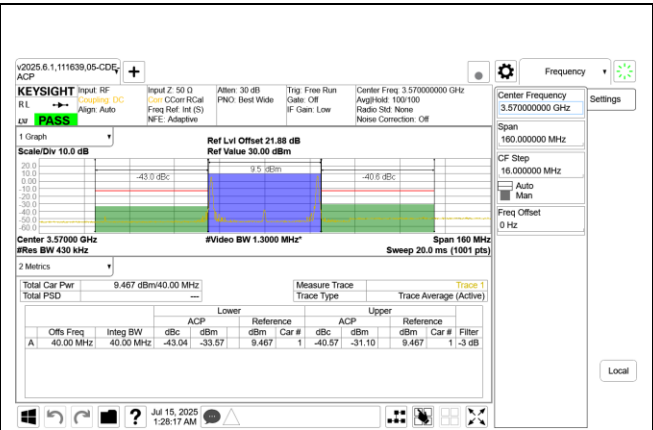 v2025.6.1,111639,05-CDE,
ACP
Frequency
KEYSIGHT
RL
PASS
Input: RF
Coupling: DC
Align: Auto
Input Z: 50 Ω
Corr CCorr RCal
Freq Ref: Int (S)
NFE: Adaptive
Atten: 30 dB
PNO: Best Wide
Trig: Free Run
Gate: Off
IF Gain: Low
Center Freq: 3.570000000 GHz
Avg|Hold: 100/100
Radio Std: None
Noise Correction: Off
Center Frequency
3.570000000 GHz
Settings
Span
160.000000 MHz
CF Step
16.000000 MHz
Auto
Man
Freq Offset
0 Hz
1 Graph
Scale/Div 10.0 dB
Ref Lvl Offset 21.88 dB
Ref Value 30.00 dBm
20.0
10.00
0.00
-10.0
-20.0
-30.0
-40.0
-50.0
-60.0
-43.0 dBc
9.5 dBm
-40.6 dBc
Center 3.57000 GHz
#Video BW 1.3000 MHz*
Span 160 MHz
#Res BW 430 kHz
Sweep 20.0 ms (1001 pts)
2 Metrics
Total Car Pwr 9.467 dBm/40.00 MHz
Total PSD ---
Measure Trace Trace 1
Trace Type Trace Average (Active)
Lower Upper
ACP Reference ACP Reference
Offs Freq Integ BW dBc dBm dBm Car # dBc dBm dBm Car # Filter
A 40.00 MHz 40.00 MHz -43.04 -33.57 9.467 1 -40.57 -31.10 9.467 1 -3 dB
Local
Jul 15, 2025
1:28:17 AM